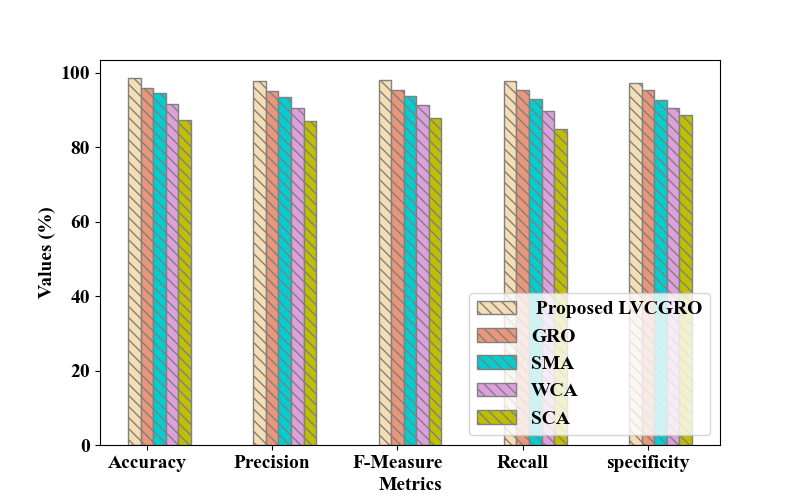 100
80
60
40
20
0
Values (%)
Accuracy Precision F-Measure Recall specificity
Metrics
Proposed LVCGRO
GRO
SMA
WCA
SCA